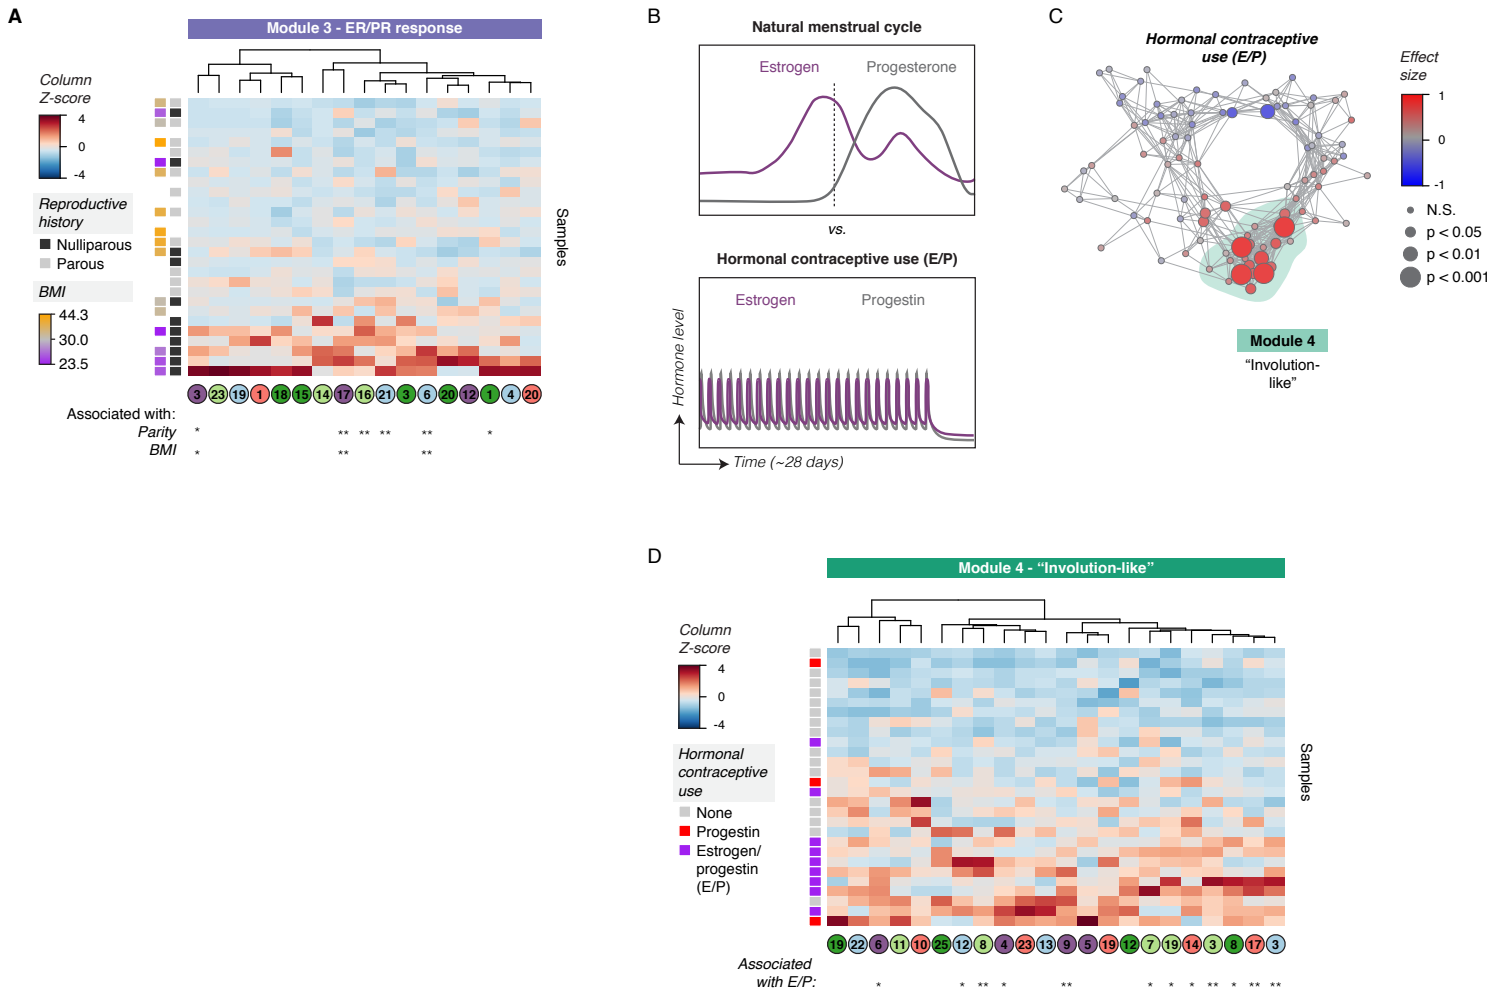 A
Module 3 - ER/PR response
Column
Z-score
4
0
-4
Reproductive
history
Nulliparous
Parous
BMI
44.3
30.0
23.5
Samples
3 23 19 1 18 15 14 17 16 21 3 6 20 12 1 4 20
Associated with:
Parity * ** ** ** ** *
BMI * ** **
B
Natural menstrual cycle
Estrogen Progesterone
vs.
Hormonal contraceptive use (E/P)
Estrogen Progestin
Hormone level
Time (~28 days)
C
Hormonal contraceptive
use (E/P)
Effect
size
1
0
-1
N.S.
p < 0.05
p < 0.01
p < 0.001
Module 4
“Involution-
like”
D
Module 4 - “Involution-like”
Column
Z-score
4
0
-4
Hormonal
contraceptive
use
None
Progestin
Estrogen/
progestin
(E/P)
Samples
19 22 6 11 10 25 12 8 4 23 13 9 5 19 12 7 19 14 3 8 17 3
Associated
with E/P: * * ** * ** * * * ** * ** **